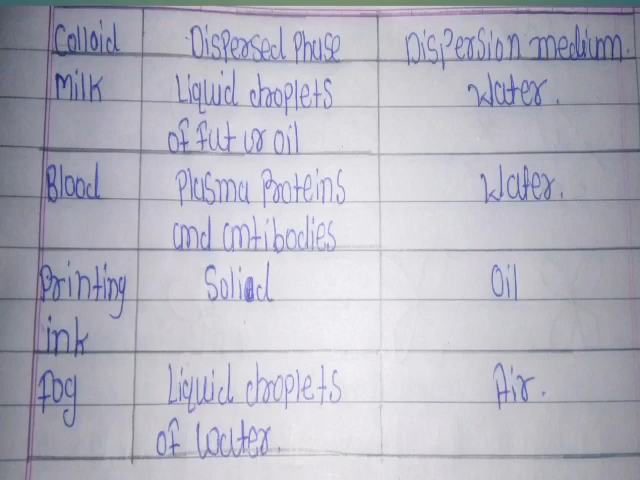 Colloid Dispersed Phase Dispersion medium.
Milk Liquid droplets Water.
of fat or oil
Blood Plasma Proteins Water.
and antibodies
Printing Solid Oil
ink
Fog Liquid droplets Air.
of water.